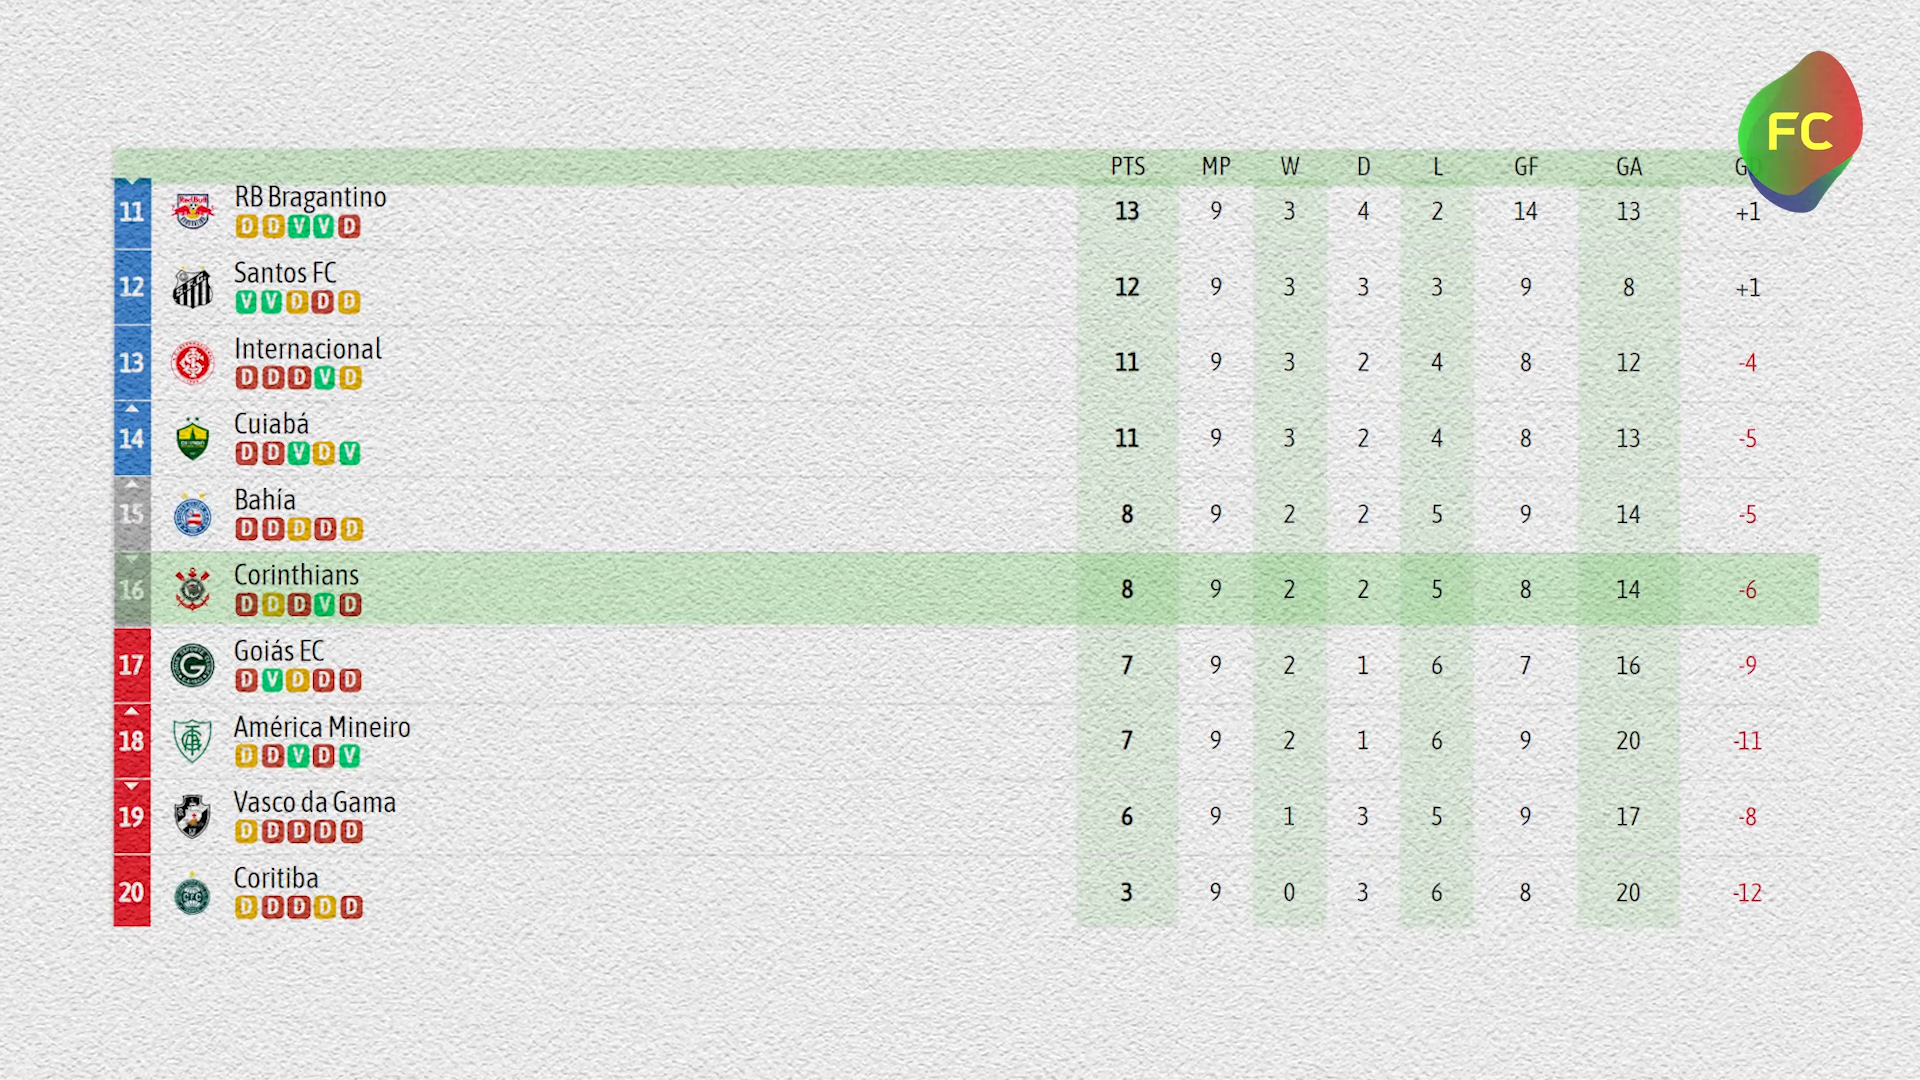 FC
PTS MP W D L GF GA
11 RB Bragantino 13 9 3 4 2 14 13 +1
D D V V D
12 Santos FC 12 9 3 3 3 9 8 +1
V V D D D
13 Internacional 11 9 3 2 4 8 12 -4
D D D V D
14 Cuiabá 11 9 3 2 4 8 13 -5
D D V D V
15 Bahía 8 9 2 2 5 9 14 -5
D D D D D
16 Corinthians 8 9 2 2 5 8 14 -6
D D D V D
17 Goiás EC 7 9 2 1 6 7 16 -9
D V D D D
18 América Mineiro 7 9 2 1 6 9 20 -11
D D V D V
19 Vasco da Gama 6 9 1 3 5 9 17 -8
D D D D D
20 Coritiba 3 9 0 3 6 8 20 -12
D D D D D